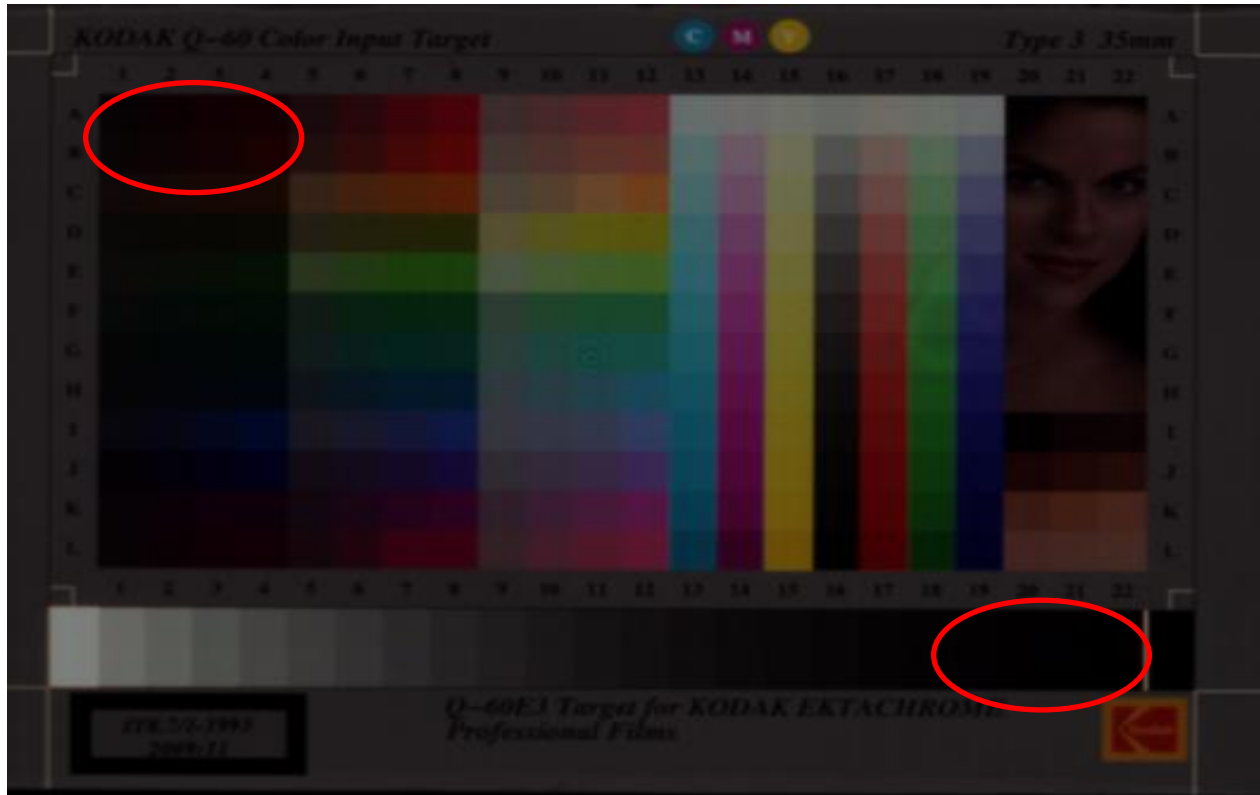 KODAK Q-60 Color Input Target
C M Y
Type 3 35mm
1 2 3 4 5 6 7 8 9 10 11 12 13 14 15 16 17 18 19 20 21 22
A A
B B
C C
D D
E E
F F
G G
H H
I I
J J
K K
L L
1 2 3 4 5 6 7 8 9 10 11 12 13 14 15 16 17 18 19 20 21 22
Q-60E3 Target for KODAK EKTACHROME
Professional Films
IT8.7/1-1993
2009:11
Kodak